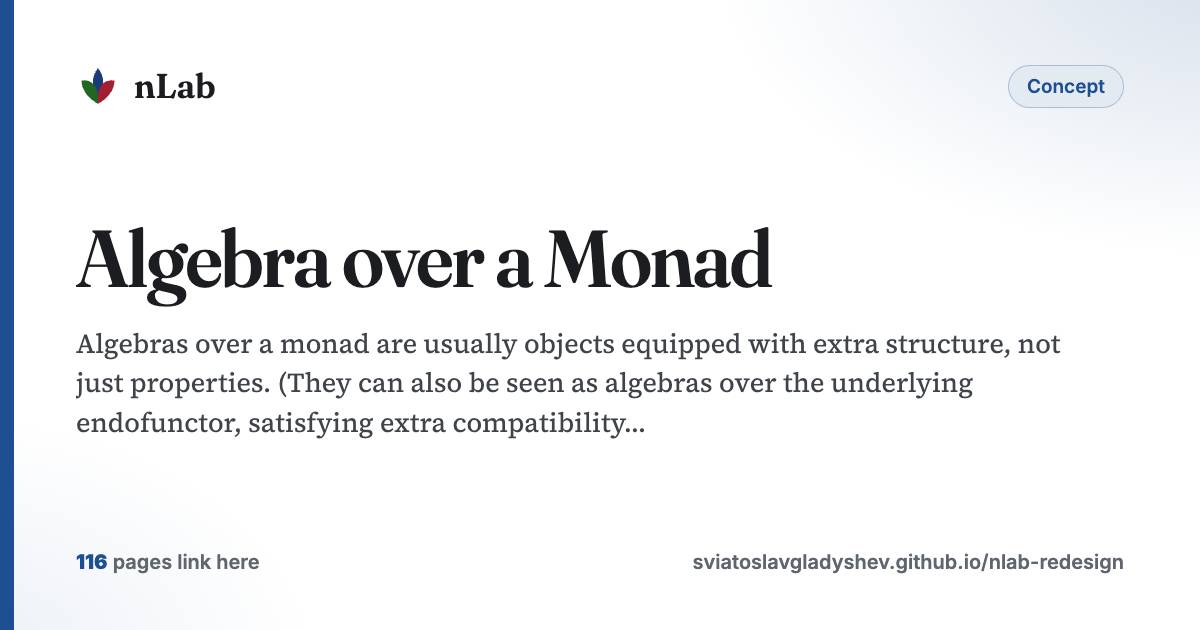 nLab
Concept
Algebra over a Monad
Algebras over a monad are usually objects equipped with extra structure, not
just properties. (They can also be seen as algebras over the underlying
endofunctor, satisfying extra compatibility...
116 pages link here
sviatoslavgladyshev.github.io/nlab-redesign